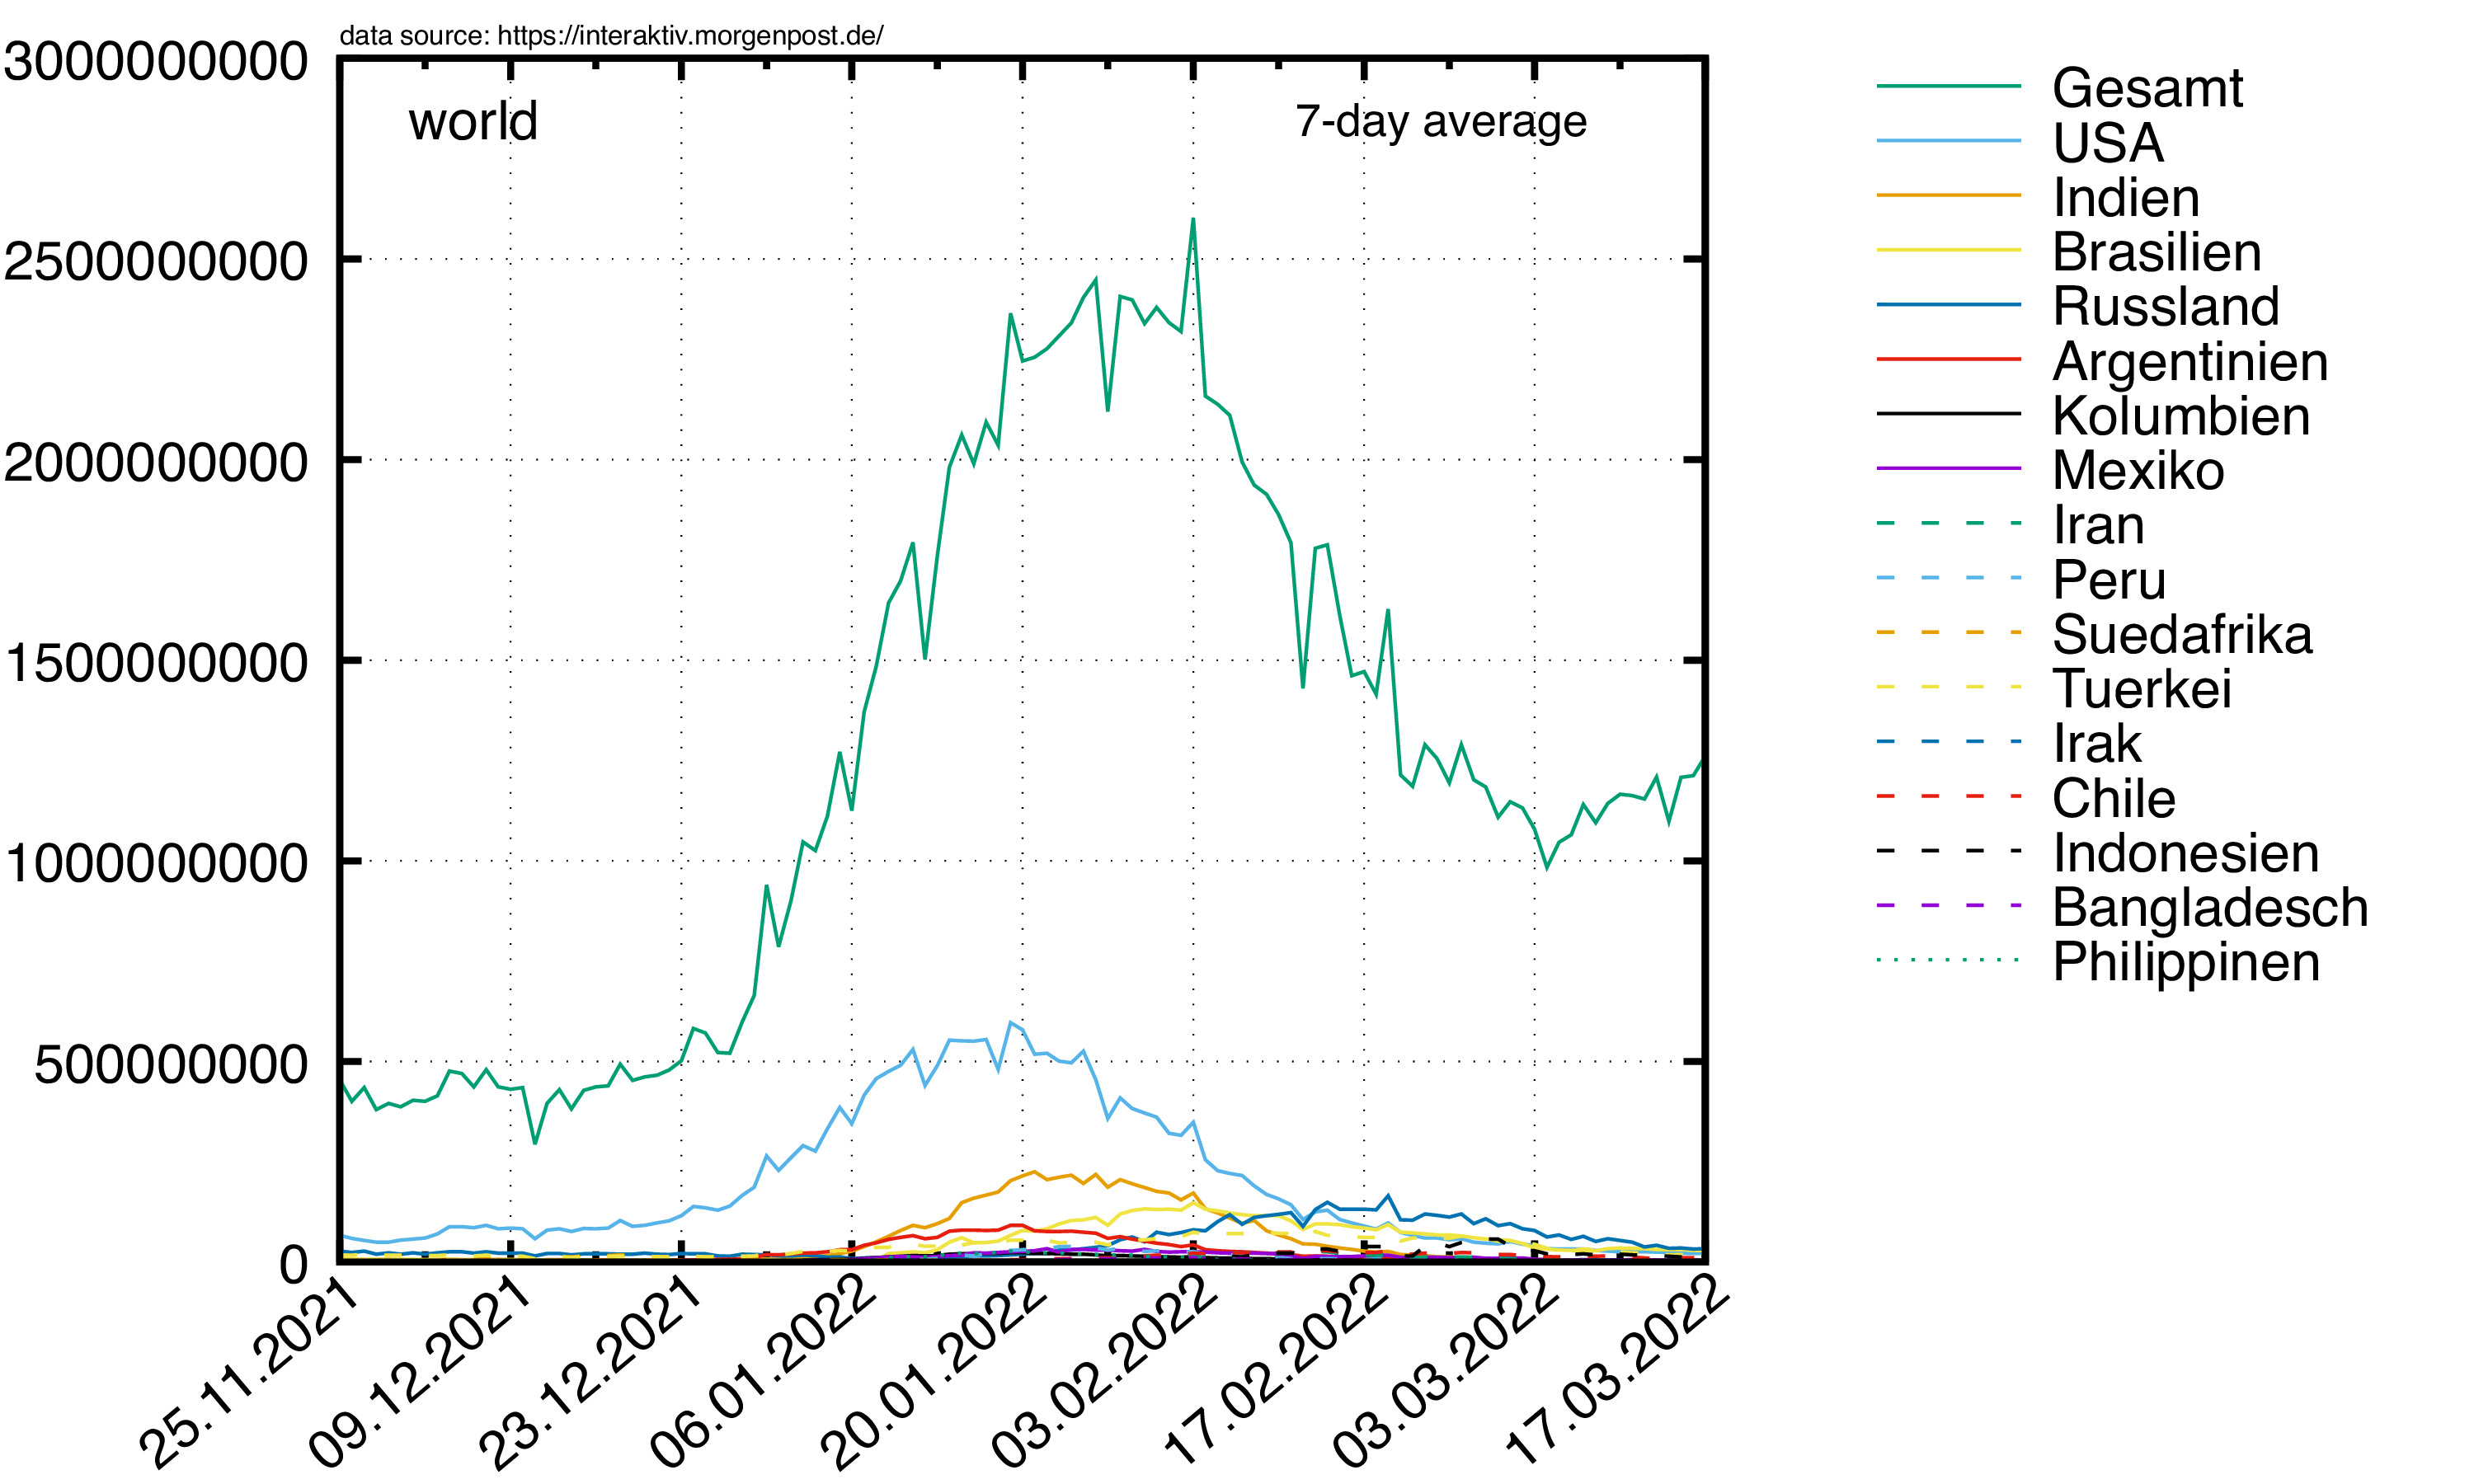 data source: https://interaktiv.morgenpost.de/
world
7-day average
3000000000
2500000000
2000000000
1500000000
1000000000
500000000
0
25.11.2021
09.12.2021
23.12.2021
06.01.2022
20.01.2022
03.02.2022
17.02.2022
03.03.2022
17.03.2022
Gesamt
USA
Indien
Brasilien
Russland
Argentinien
Kolumbien
Mexiko
Iran
Peru
Suedafrika
Tuerkei
Irak
Chile
Indonesien
Bangladesch
Philippinen